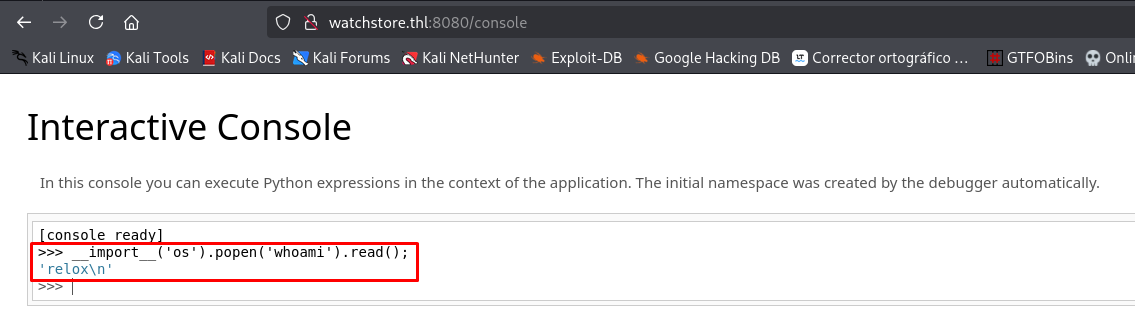 watchstore.thl:8080/console
Kali Linux Kali Tools Kali Docs Kali Forums Kali NetHunter Exploit-DB Google Hacking DB Corrector ortográfico ... GTFOBins Onli
Interactive Console
In this console you can execute Python expressions in the context of the application. The initial namespace was created by the debugger automatically.
[console ready]
>>> __import__('os').popen('whoami').read();
'relox\n'
>>>